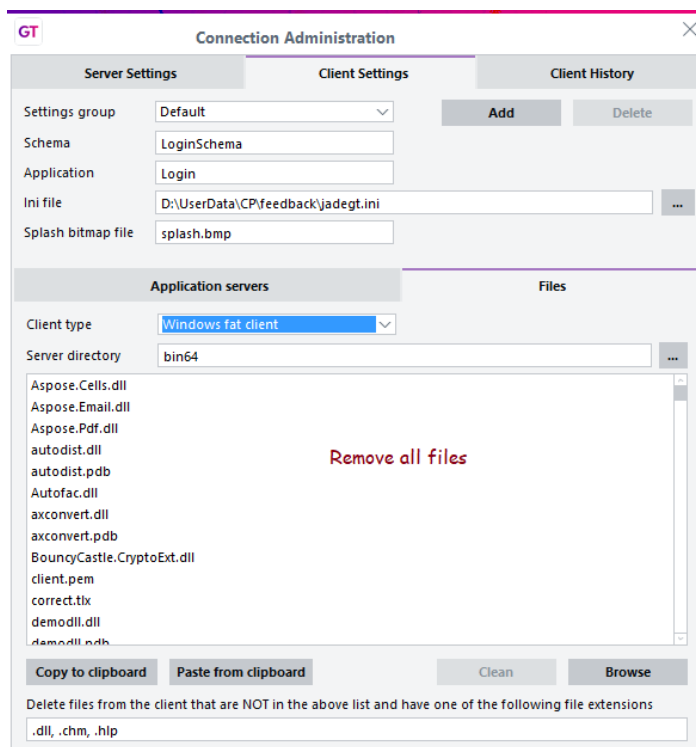 GT
Connection Administration
Server Settings Client Settings Client History
Settings group Default Add Delete
Schema LoginSchema
Application Login
Ini file D:\UserData\CP\feedback\jadegt.ini ...
Splash bitmap file splash.bmp
Application servers Files
Client type Windows fat client
Server directory bin64 ...
Aspose.Cells.dll
Aspose.Email.dll
Aspose.Pdf.dll
autodist.dll
Remove all files
autodist.pdb
Autofac.dll
axconvert.dll
axconvert.pdb
BouncyCastle.CryptoExt.dll
client.pem
correct.tlx
demodll.dll
demodll.pdb
Copy to clipboard Paste from clipboard Clean Browse
Delete files from the client that are NOT in the above list and have one of the following file extensions
.dll, .chm, .hlp